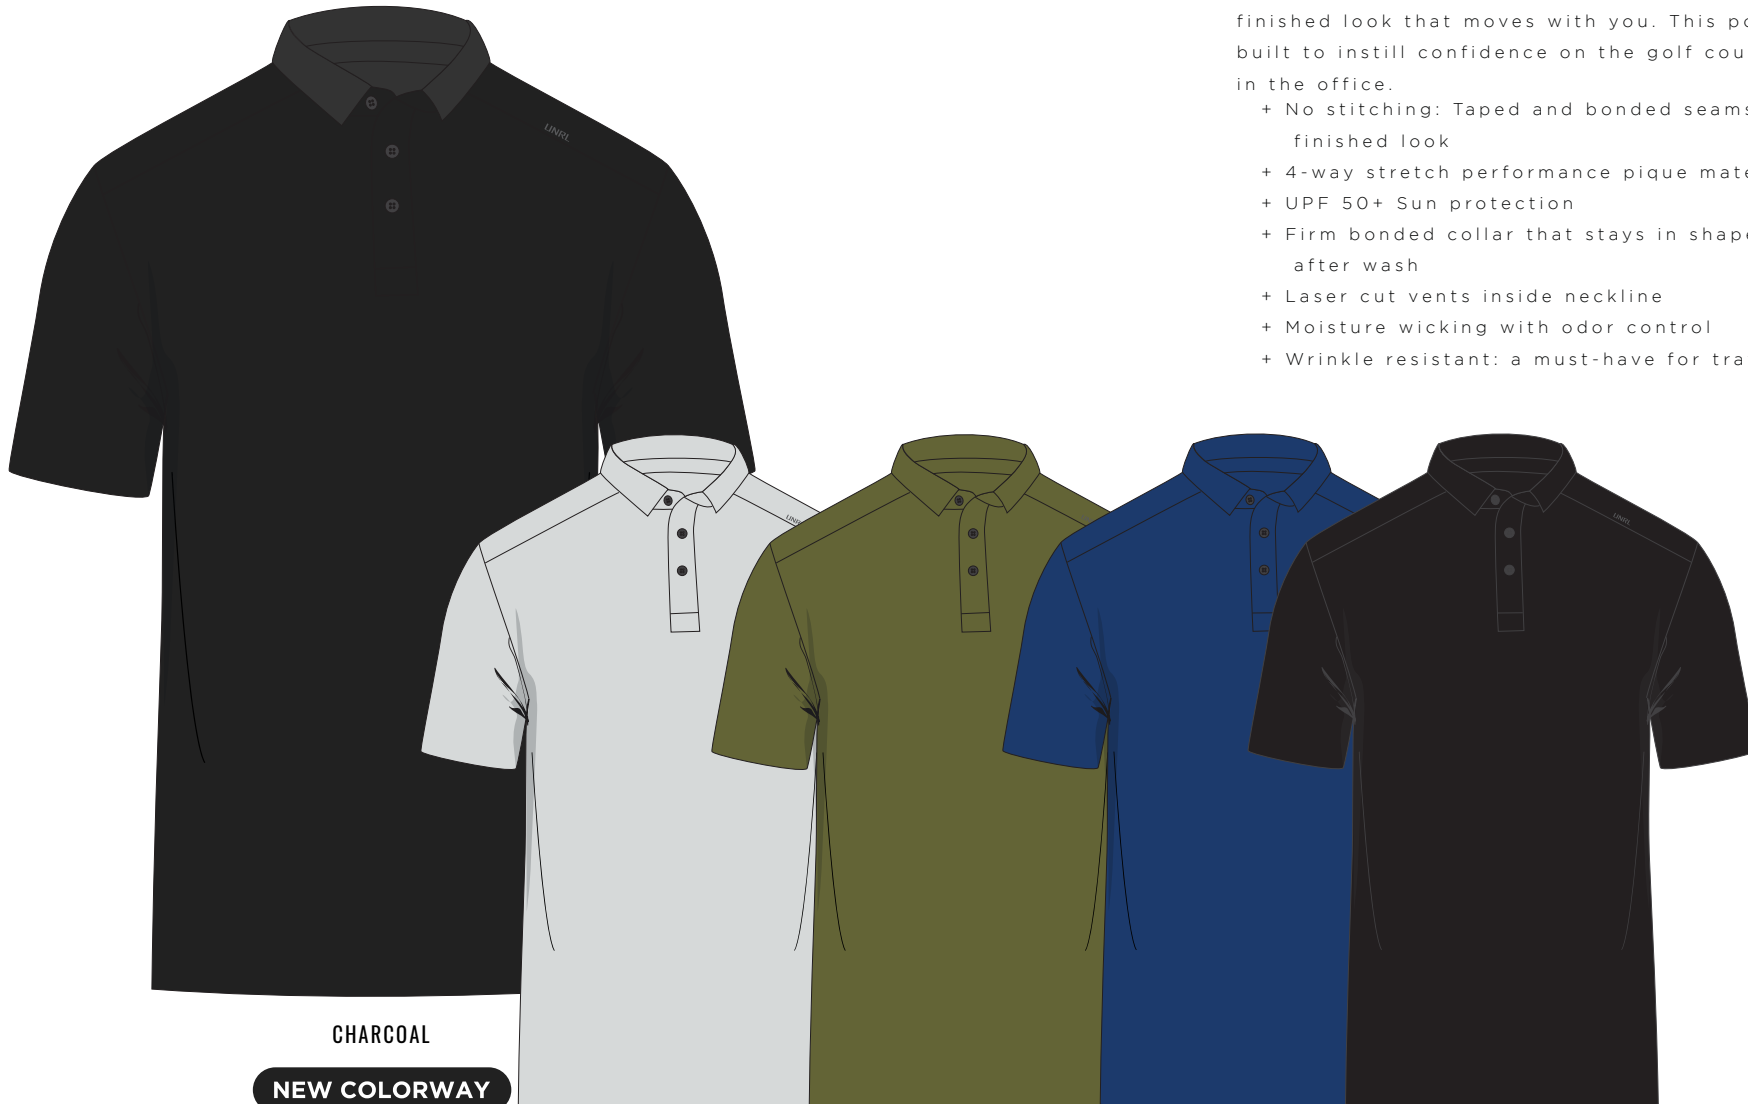 finished look that moves with you. This
built to instill confidence on the golf
in the office.
+ No stitching: Taped and bonded seams
finished look
+ 4-way stretch performance pique
+ UPF 50+ Sun protection
+ Firm bonded collar that stays in shape
after wash
+ Laser cut vents inside neckline
+ Moisture wicking with odor control
+ Wrinkle resistant: a must-have for
UNRL
UNRL
UNRL
CHARCOAL
NEW COLORWAY